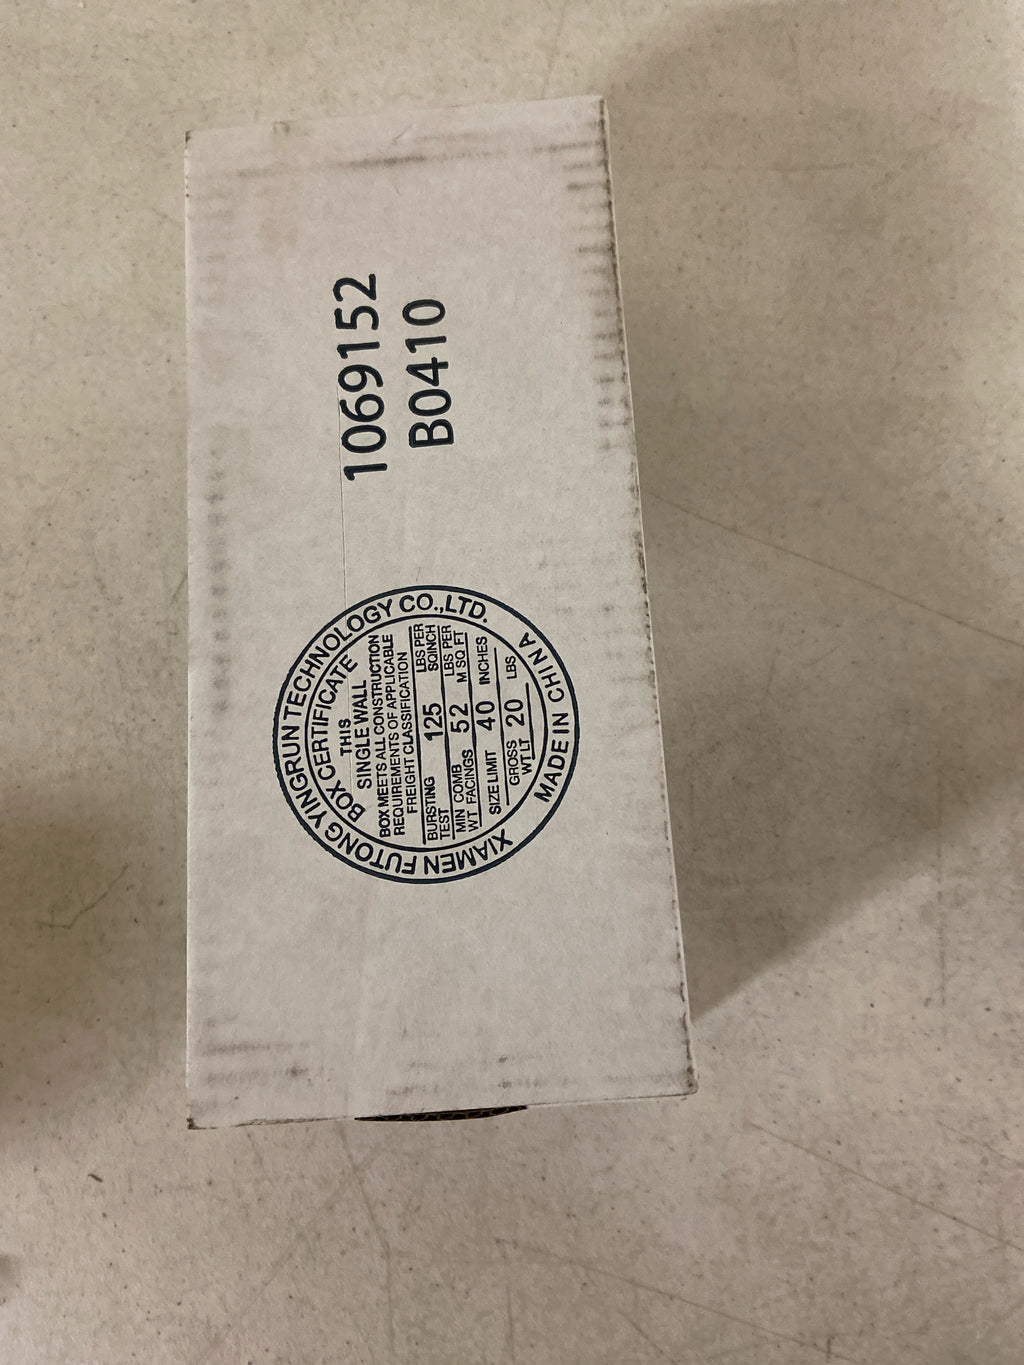 1069152
B0410
XIAMEN FUTONG YINGRUN TECHNOLOGY CO.,LTD.
BOX CERTIFICATE
THIS
SINGLE WALL
BOX MEETS ALL CONSTRUCTION
REQUIREMENTS OF APPLICABLE
FREIGHT CLASSIFICATION
BURSTING TEST 125 LBS PER SQINCH
MIN COMB WT FACINGS 52 LBS PER M SQ FT
SIZE LIMIT 40 INCHES
GROSS WT LT 20 LBS
MADE IN CHINA